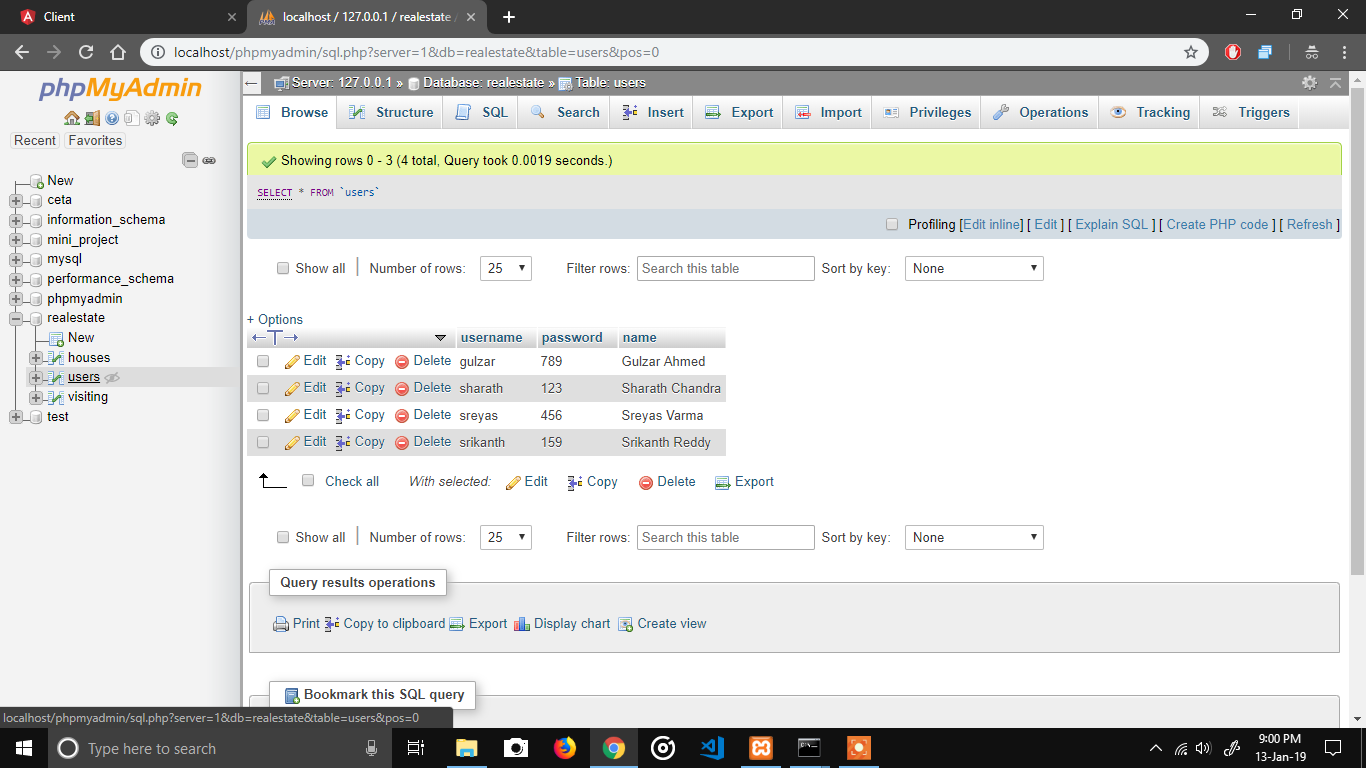 Client
localhost / 127.0.0.1 / realestate /
localhost/phpmyadmin/sql.php?server=1&db=realestate&table=users&pos=0
phpMyAdmin
Recent Favorites
New
ceta
information_schema
mini_project
mysql
performance_schema
phpmyadmin
realestate
New
houses
users
visiting
test
Server: 127.0.0.1 » Database: realestate » Table: users
Browse Structure SQL Search Insert Export Import Privileges Operations Tracking Triggers
Showing rows 0 - 3 (4 total, Query took 0.0019 seconds.)
SELECT * FROM `users`
Profiling [Edit inline] [ Edit ] [ Explain SQL ] [ Create PHP code ] [ Refresh ]
Show all Number of rows: 25 Filter rows: Search this table Sort by key: None
+ Options
username password name
Edit Copy Delete gulzar 789 Gulzar Ahmed
Edit Copy Delete sharath 123 Sharath Chandra
Edit Copy Delete sreyas 456 Sreyas Varma
Edit Copy Delete srikanth 159 Srikanth Reddy
Check all With selected: Edit Copy Delete Export
Show all Number of rows: 25 Filter rows: Search this table Sort by key: None
Query results operations
Print Copy to clipboard Export Display chart Create view
Bookmark this SQL query
localhost/phpmyadmin/sql.php?server=1&db=realestate&table=users&pos=0
Type here to search
9:00 PM
13-Jan-19